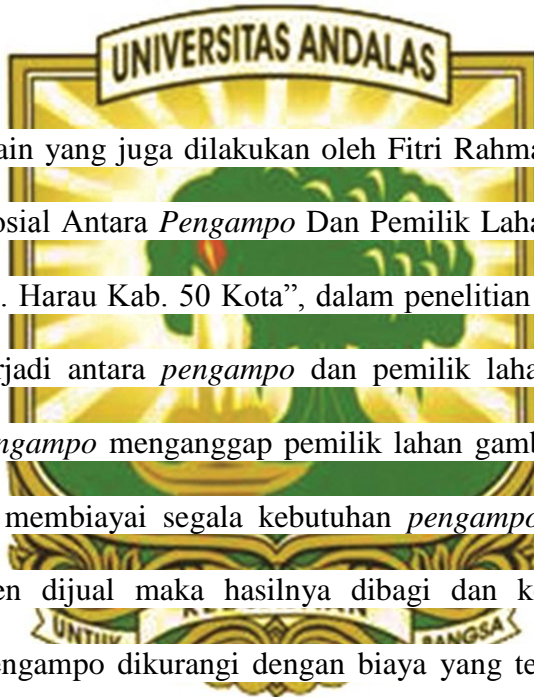 UNIVERSITAS ANDALAS
ain yang juga dilakukan oleh Fitri Rahma
osial Antara Pengampo Dan Pemilik Laha
. Harau Kab. 50 Kota”, dalam penelitian
rjadi antara pengampo dan pemilik laha
ngampo menganggap pemilik lahan gamb
membiayai segala kebutuhan pengampo
en dijual maka hasilnya dibagi dan k
UNTUK BANGSA
engampo dikurangi dengan biaya yang te